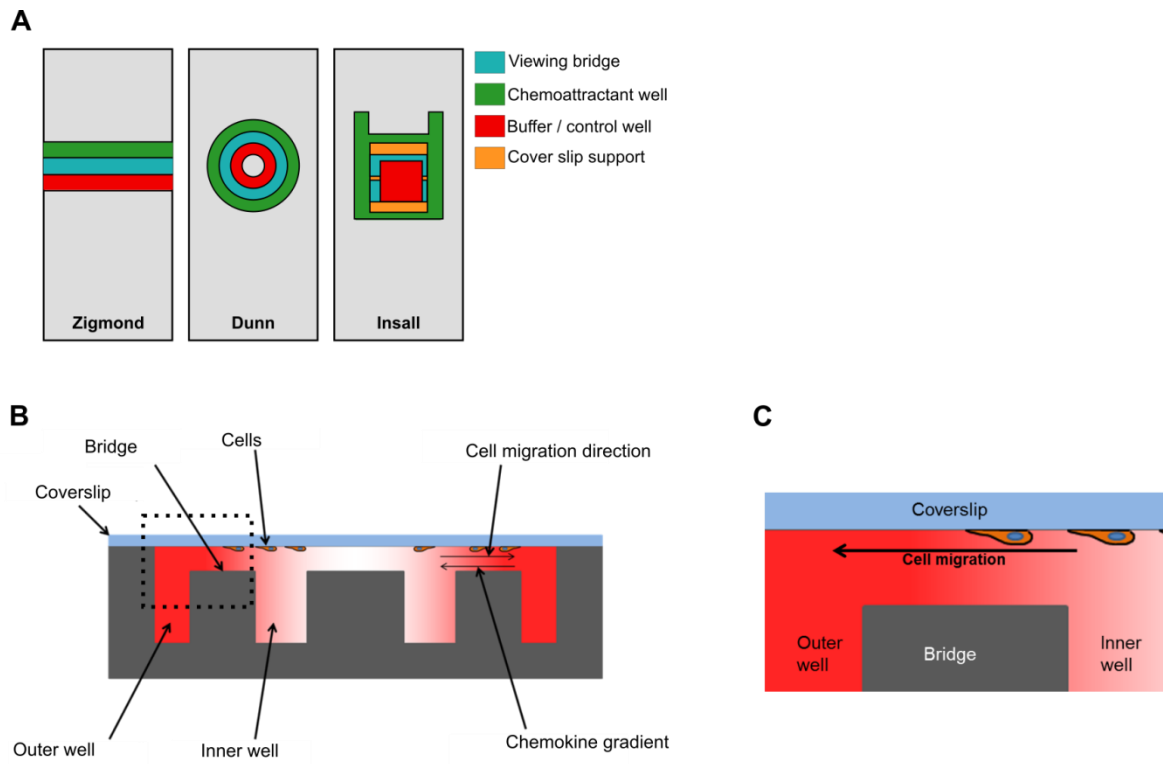 A
Viewing bridge
Chemoattractant well
Buffer / control well
Cover slip support
Zigmond
Dunn
Insall
B
Bridge
Cells
Cell migration direction
Coverslip
Outer well
Inner well
Chemokine gradient
C
Coverslip
Cell migration
Outer
well
Bridge
Inner
well